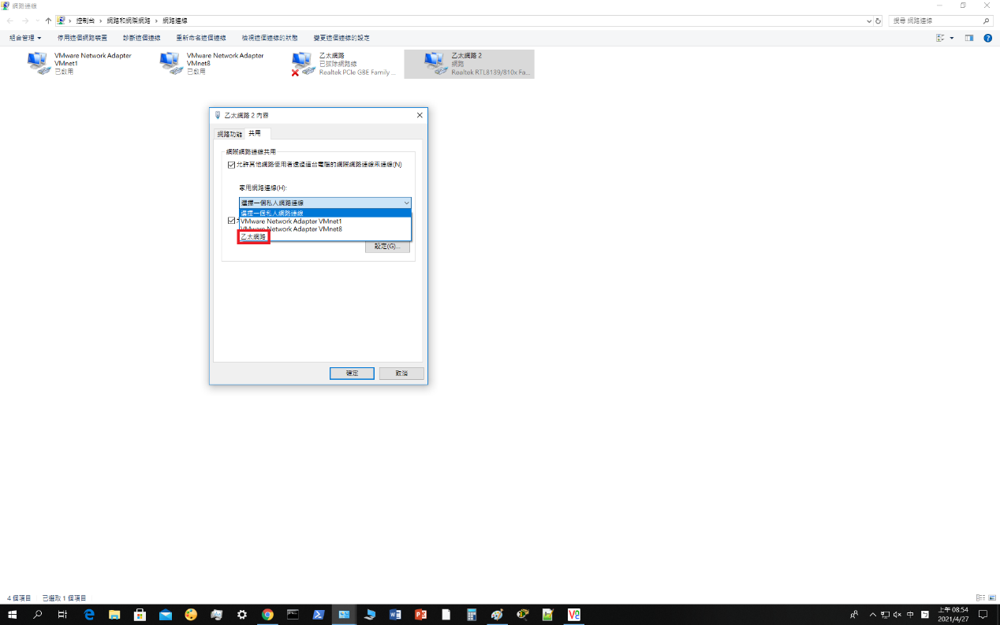 網路連線
控制台 › 網路和網際網路 › 網路連線
搜尋 網路連線
組合管理 停用這個網路裝置 診斷這個連線 重新命名這個連線 檢視這個連線的狀態 變更這個連線的設定
VMware Network Adapter
VMnet1
已啟用
VMware Network Adapter
VMnet8
已啟用
乙太網路
已拔除網路線
Realtek PCIe GBE Family ...
乙太網路 2
網路
Realtek RTL8139/810x Fa...
乙太網路 2 內容
網路功能 共用
網際網路連線共用
允許其他網路使用者透過這台電腦的網際網路連線來連線(N)
家用網路連線(H):
選擇一個私人網路連線
選擇一個私人網路連線
VMware Network Adapter VMnet1
VMware Network Adapter VMnet8
乙太網路
設定(G)...
確定 取消
4 個項目 已選取 1 個項目
中
上午 08:54
2021/4/27